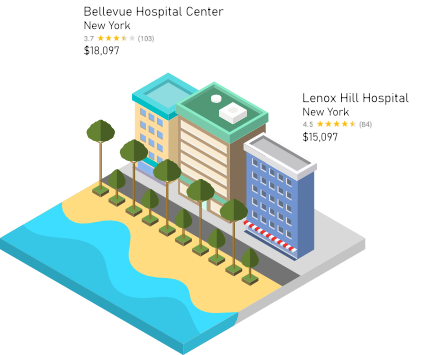 Bellevue Hospital Center
New York
3.7 ★★★★★ (103)
$18,097
Lenox Hill Hospital
New York
4.5 ★★★★★ (84)
$15,097